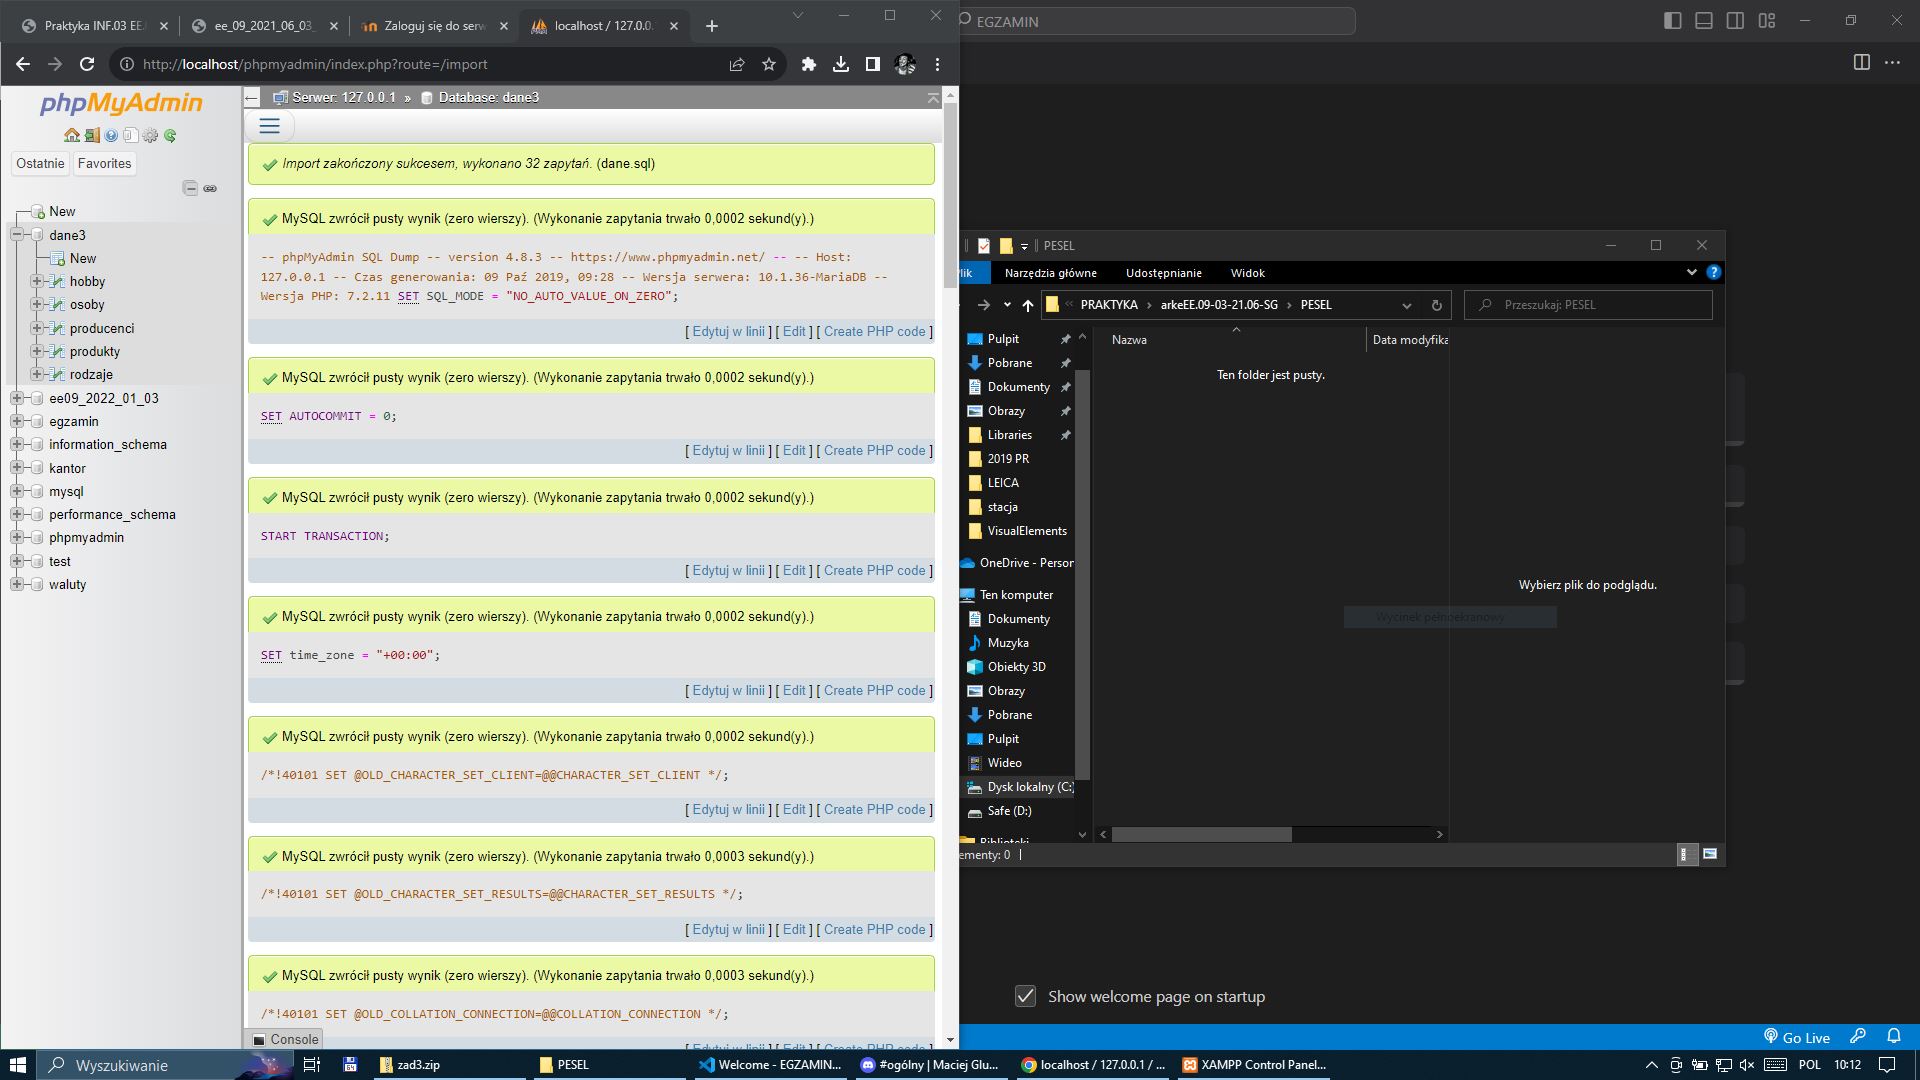 Praktyka INF.03 EE.
ee_09_2021_06_03_
Zaloguj się do serw
localhost / 127.0.0.
EGZAMIN
http://localhost/phpmyadmin/index.php?route=/import
phpMyAdmin
Ostatnie
Favorites
New
dane3
New
hobby
osoby
producenci
produkty
rodzaje
ee09_2022_01_03
egzamin
information_schema
kantor
mysql
performance_schema
phpmyadmin
test
waluty
Serwer: 127.0.0.1 » Database: dane3
Import zakończony sukcesem, wykonano 32 zapytań. (dane.sql)
MySQL zwrócił pusty wynik (zero wierszy). (Wykonanie zapytania trwało 0,0002 sekund(y).)
-- phpMyAdmin SQL Dump -- version 4.8.3 -- https://www.phpmyadmin.net/ -- -- Host:
127.0.0.1 -- Czas generowania: 09 Paź 2019, 09:28 -- Wersja serwera: 10.1.36-MariaDB --
Wersja PHP: 7.2.11 SET SQL_MODE = "NO_AUTO_VALUE_ON_ZERO";
[ Edytuj w linii ] [ Edit ] [ Create PHP code ]
MySQL zwrócił pusty wynik (zero wierszy). (Wykonanie zapytania trwało 0,0002 sekund(y).)
SET AUTOCOMMIT = 0;
[ Edytuj w linii ] [ Edit ] [ Create PHP code ]
MySQL zwrócił pusty wynik (zero wierszy). (Wykonanie zapytania trwało 0,0002 sekund(y).)
START TRANSACTION;
[ Edytuj w linii ] [ Edit ] [ Create PHP code ]
MySQL zwrócił pusty wynik (zero wierszy). (Wykonanie zapytania trwało 0,0002 sekund(y).)
SET time_zone = "+00:00";
[ Edytuj w linii ] [ Edit ] [ Create PHP code ]
MySQL zwrócił pusty wynik (zero wierszy). (Wykonanie zapytania trwało 0,0002 sekund(y).)
/*!40101 SET @OLD_CHARACTER_SET_CLIENT=@@CHARACTER_SET_CLIENT */;
[ Edytuj w linii ] [ Edit ] [ Create PHP code ]
MySQL zwrócił pusty wynik (zero wierszy). (Wykonanie zapytania trwało 0,0003 sekund(y).)
/*!40101 SET @OLD_CHARACTER_SET_RESULTS=@@CHARACTER_SET_RESULTS */;
[ Edytuj w linii ] [ Edit ] [ Create PHP code ]
MySQL zwrócił pusty wynik (zero wierszy). (Wykonanie zapytania trwało 0,0003 sekund(y).)
/*!40101 SET @OLD_COLLATION_CONNECTION=@@COLLATION_CONNECTION */;
[ Edytuj w linii ] [ Edit ] [ Create PHP code ]
Console
PESEL
Plik
Narzędzia główne
Udostępnianie
Widok
« PRAKTYKA › arkeEE.09-03-21.06-SG › PESEL
Przeszukaj: PESEL
Pulpit
Pobrane
Dokumenty
Obrazy
Libraries
2019 PR
LEICA
stacja
VisualElements
OneDrive - Person
Ten komputer
Dokumenty
Muzyka
Obiekty 3D
Obrazy
Pobrane
Pulpit
Wideo
Dysk lokalny (C:)
Safe (D:)
Biblioteki
Nazwa
Data modyfika
Ten folder jest pusty.
Wybierz plik do podglądu.
Wycinek pełnoekranowy
ementy: 0
Show welcome page on startup
Go Live
Wyszukiwanie
zad3.zip
PESEL
Welcome - EGZAMIN...
#ogólny | Maciej Glu...
localhost / 127.0.0.1 / ...
XAMPP Control Panel...
POL
10:12